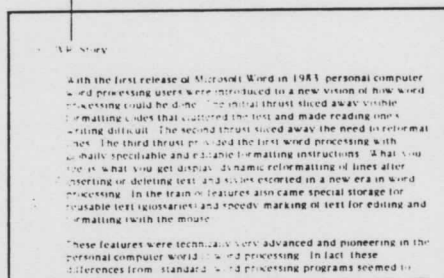 WP Story
With the first release of Microsoft Word in 1983 personal computer
word processing users were introduced to a new vision of how word
processing could be done. The initial thrust sliced away visible
formatting codes that cluttered the text and made reading one's
writing difficult. The second thrust sliced away the need to reformat
lines. The third thrust provided the first word processing with
globally specifiable and editable formatting instructions. What you
see is what you get display, dynamic reformatting of lines after
inserting or deleting text, and styles escorted in a new era in word
processing. In the train of features also came special storage for
reusable text (glossaries) and speedy marking of text for editing and
formatting (with the mouse
These features were technically very advanced and pioneering in the
personal computer world word processing. In fact these
differences from standard word processing programs seemed to